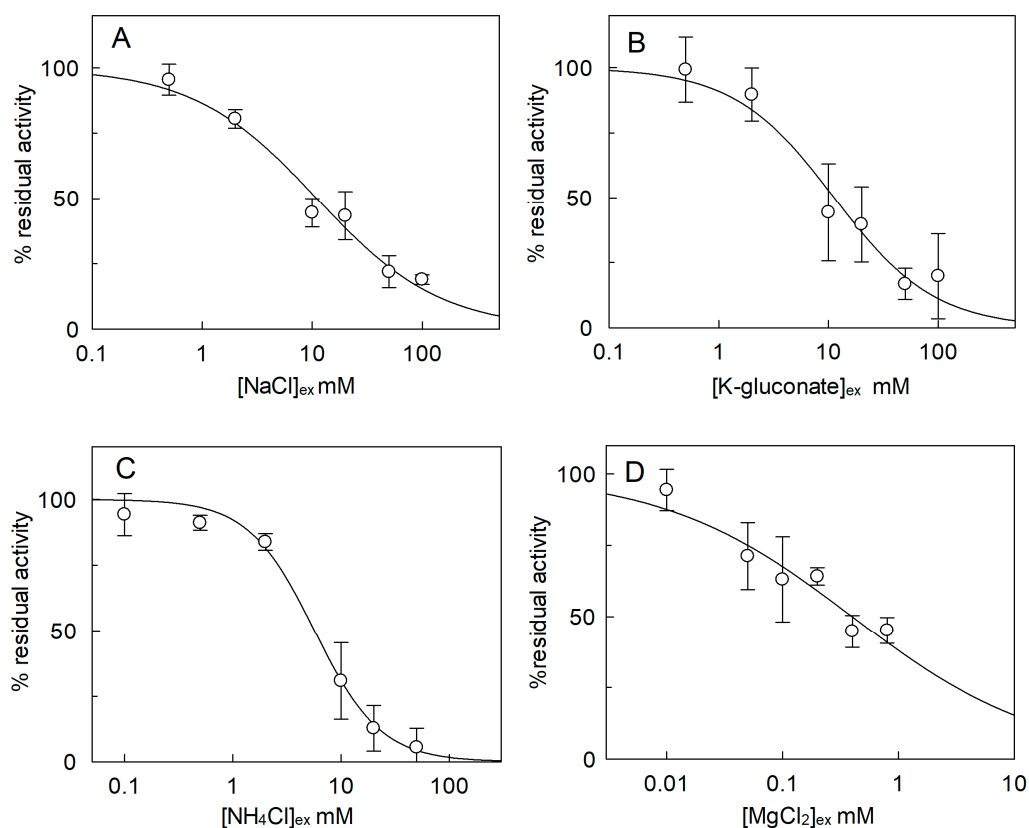 A
% residual activity
100
50
0
0.1 1 10 100
[NaCl]ex mM
B
% residual activity
100
50
0
0.1 1 10 100
[K-gluconate]ex mM
C
% residual activity
100
50
0
0.1 1 10 100
[NH4Cl]ex mM
D
%residual activity
100
50
0
0.01 0.1 1 10
[MgCl2]ex mM